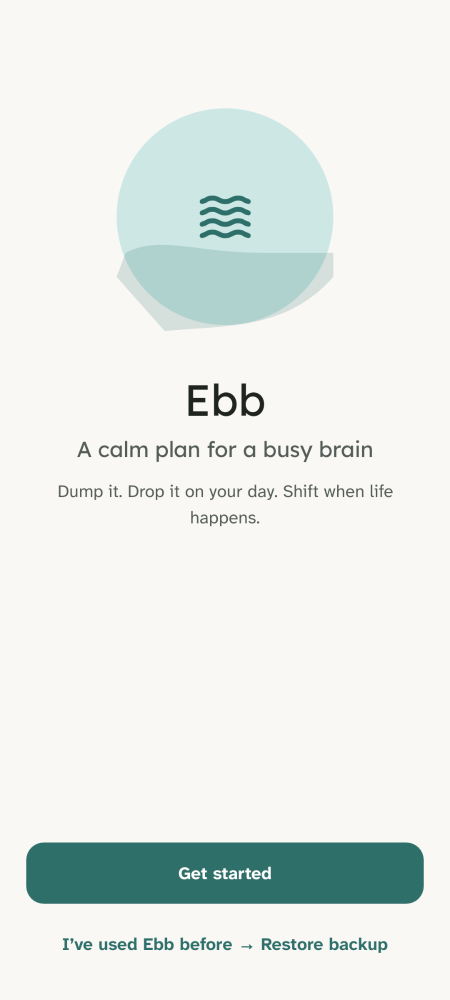 Ebb
A calm plan for a busy brain
Dump it. Drop it on your day. Shift when life
happens.
Get started
I’ve used Ebb before → Restore backup